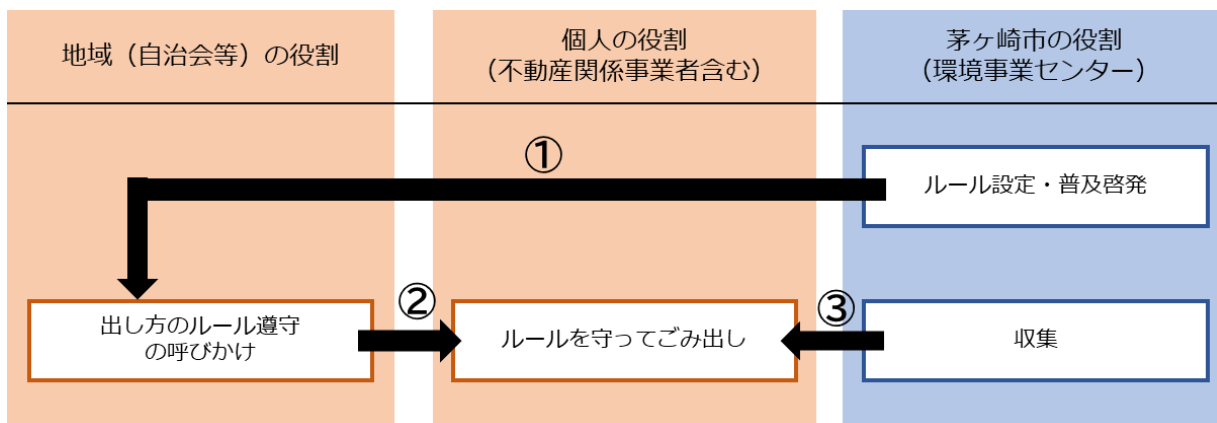 地域（自治会等）の役割
個人の役割
（不動産関係事業者含む）
茅ヶ崎市の役割
（環境事業センター）
①
ルール設定・普及啓発
出し方のルール遵守
の呼びかけ
②
ルールを守ってごみ出し
③
収集